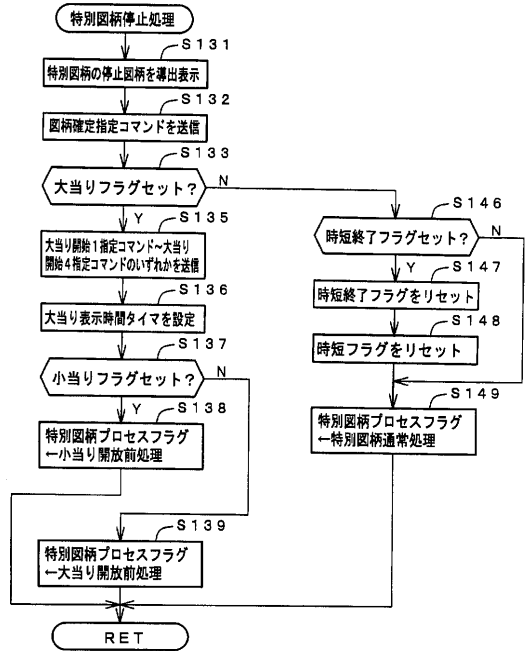 特別図柄停止処理
S131
特別図柄の停止図柄を導出表示
S132
図柄確定指定コマンドを送信
S133
大当りフラグセット？
N
Y
S135
大当り開始1指定コマンド～大当り
開始4指定コマンドのいずれかを送信
S136
大当り表示時間タイマを設定
S137
小当りフラグセット？
N
Y
S138
特別図柄プロセスフラグ
←小当り開放前処理
S139
特別図柄プロセスフラグ
←大当り開放前処理
RET
S146
時短終了フラグセット？
N
Y
S147
時短終了フラグをリセット
S148
時短フラグをリセット
S149
特別図柄プロセスフラグ
←特別図柄通常処理